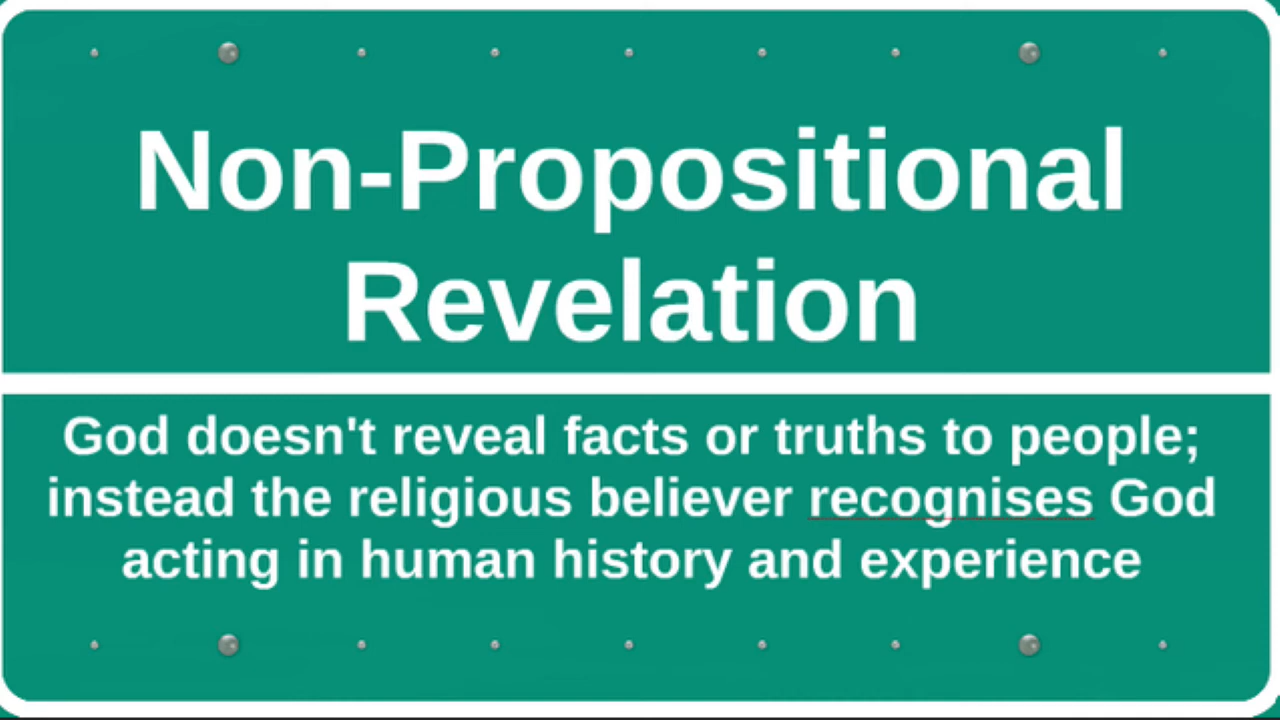 Non-Propositional
Revelation
God doesn't reveal facts or truths to people;
instead the religious believer recognises God
acting in human history and experience